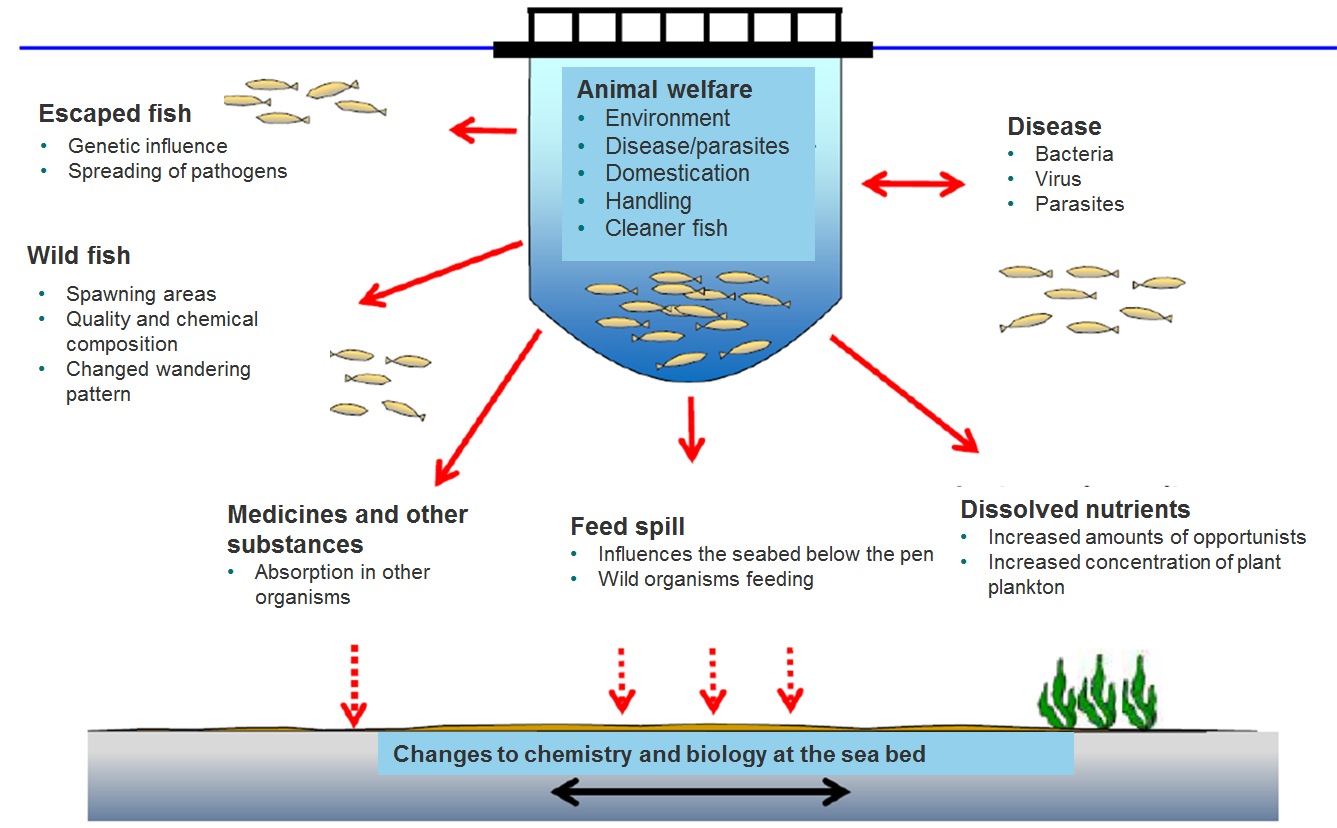 Animal welfare
• Environment
• Disease/parasites
• Domestication
• Handling
• Cleaner fish
Escaped fish
• Genetic influence
• Spreading of pathogens
Disease
• Bacteria
• Virus
• Parasites
Wild fish
• Spawning areas
• Quality and chemical
composition
• Changed wandering
pattern
Medicines and other
substances
• Absorption in other
organisms
Feed spill
• Influences the seabed below the pen
• Wild organisms feeding
Dissolved nutrients
• Increased amounts of opportunists
• Increased concentration of plant
plankton
Changes to chemistry and biology at the sea bed